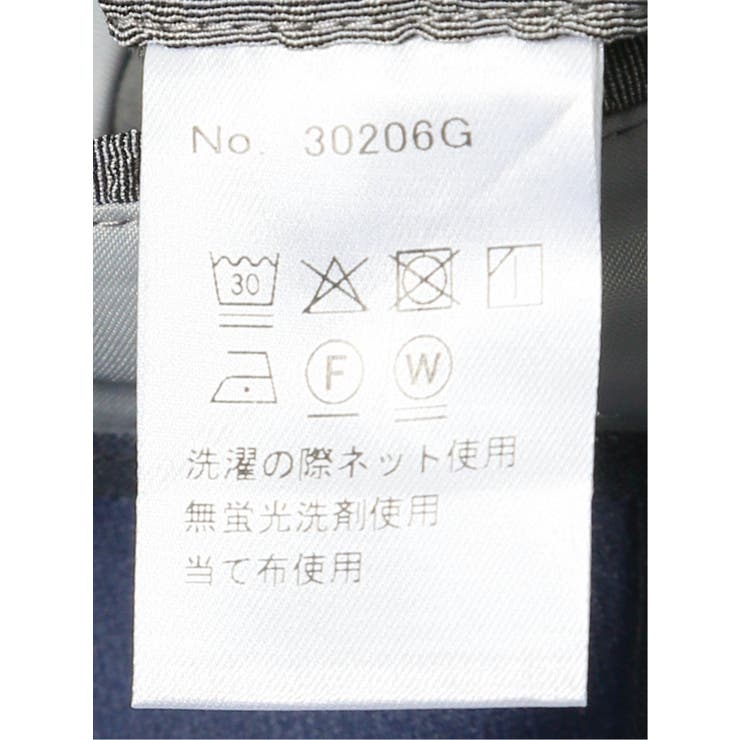 No. 30206G
30
F W
洗濯の際ネット使用
無蛍光洗剤使用
当て布使用